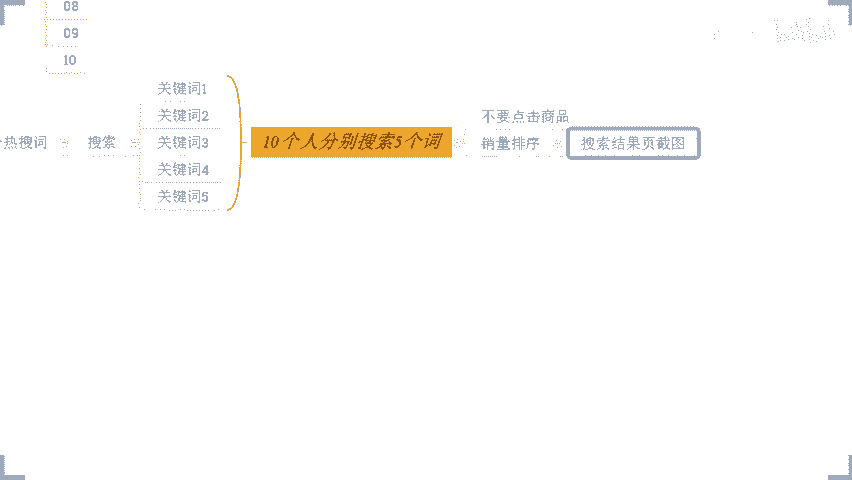 08
09
10
关键词1
关键词2
关键词3
关键词4
关键词5
热搜词
搜索
10个人分别搜索5个词
不要点击商品
销量排序
搜索结果页截图